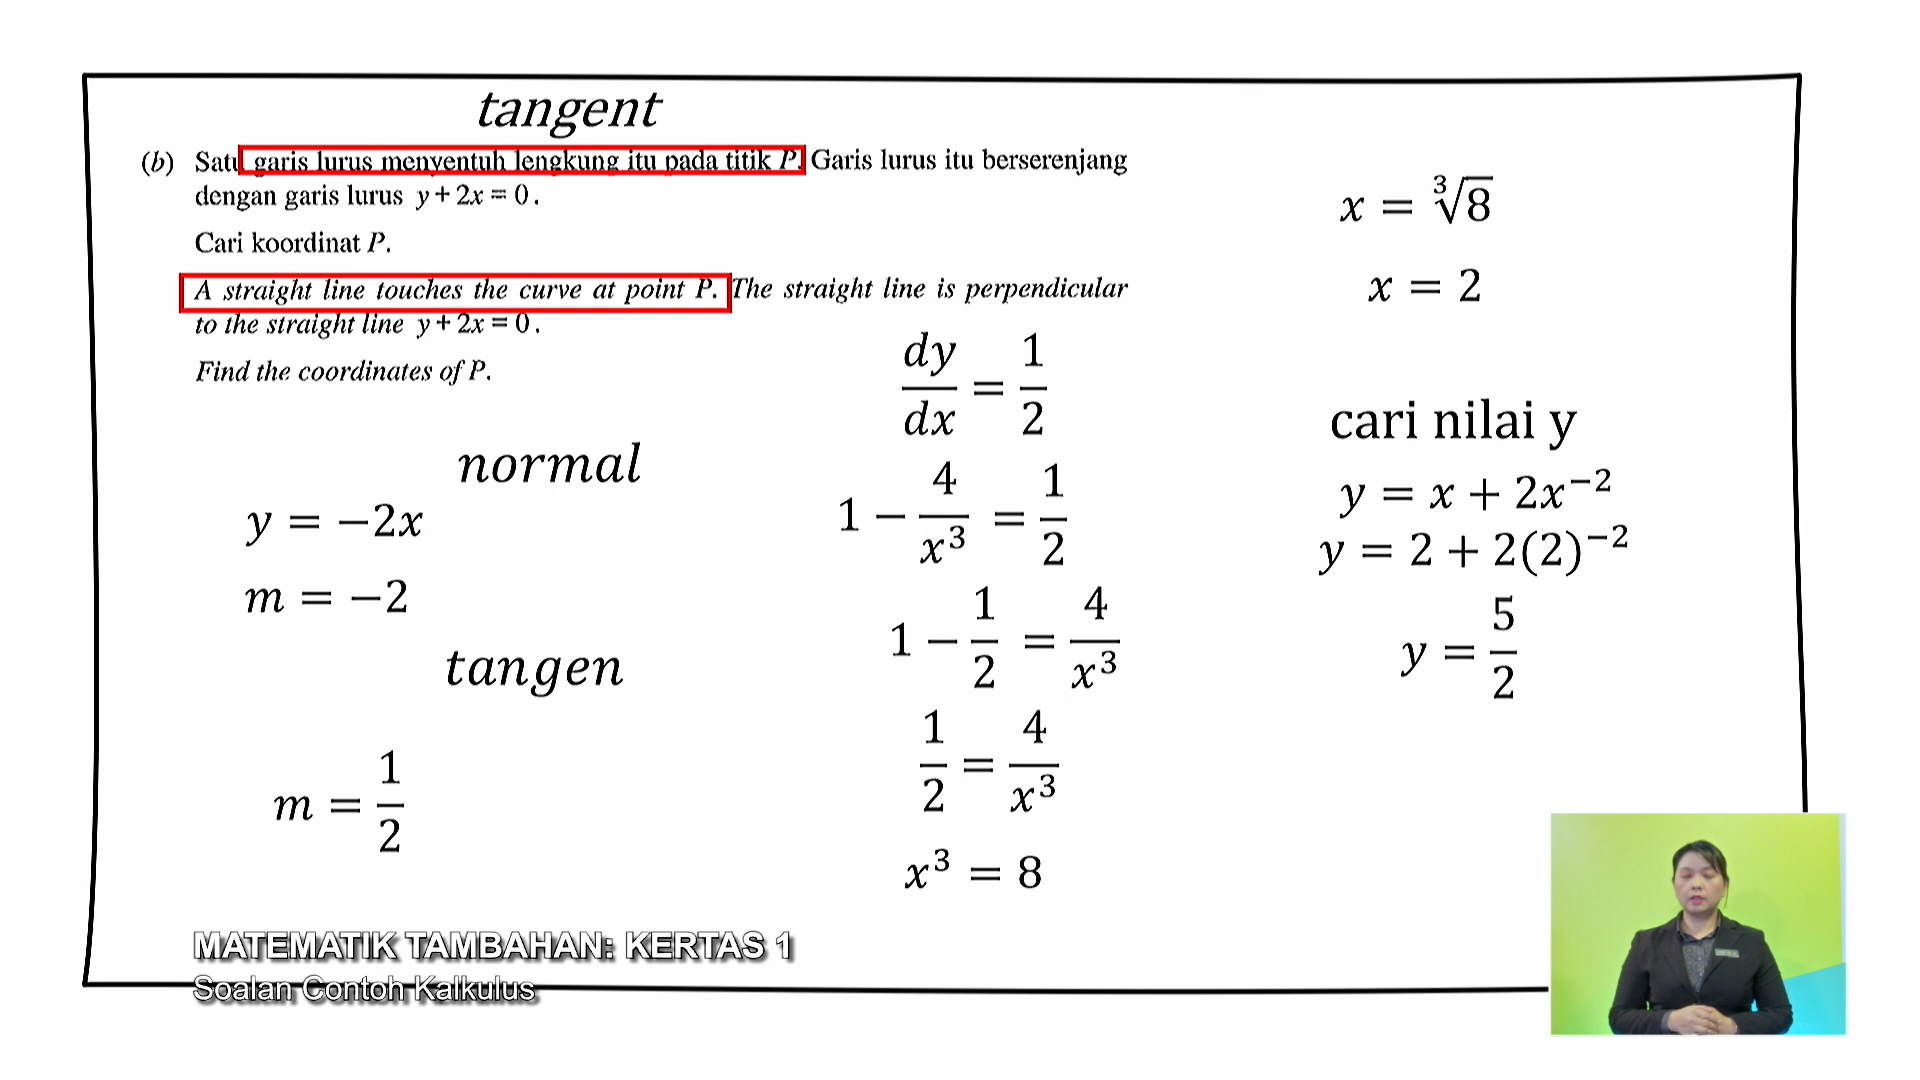 tangent
(b) Satu garis lurus menyentuh lengkung itu pada titik P. Garis lurus itu berserenjang
dengan garis lurus y + 2x = 0.
Cari koordinat P.
A straight line touches the curve at point P. The straight line is perpendicular
to the straight line y + 2x = 0.
Find the coordinates of P.
normal
y = −2x
m = −2
tangen
m = 1/2
dy/dx = 1/2
1 − 4/x³ = 1/2
1 − 1/2 = 4/x³
1/2 = 4/x³
x³ = 8
x = ∛8
x = 2
cari nilai y
y = x + 2x⁻²
y = 2 + 2(2)⁻²
y = 5/2
MATEMATIK TAMBAHAN: KERTAS 1
Soalan Contoh Kalkulus